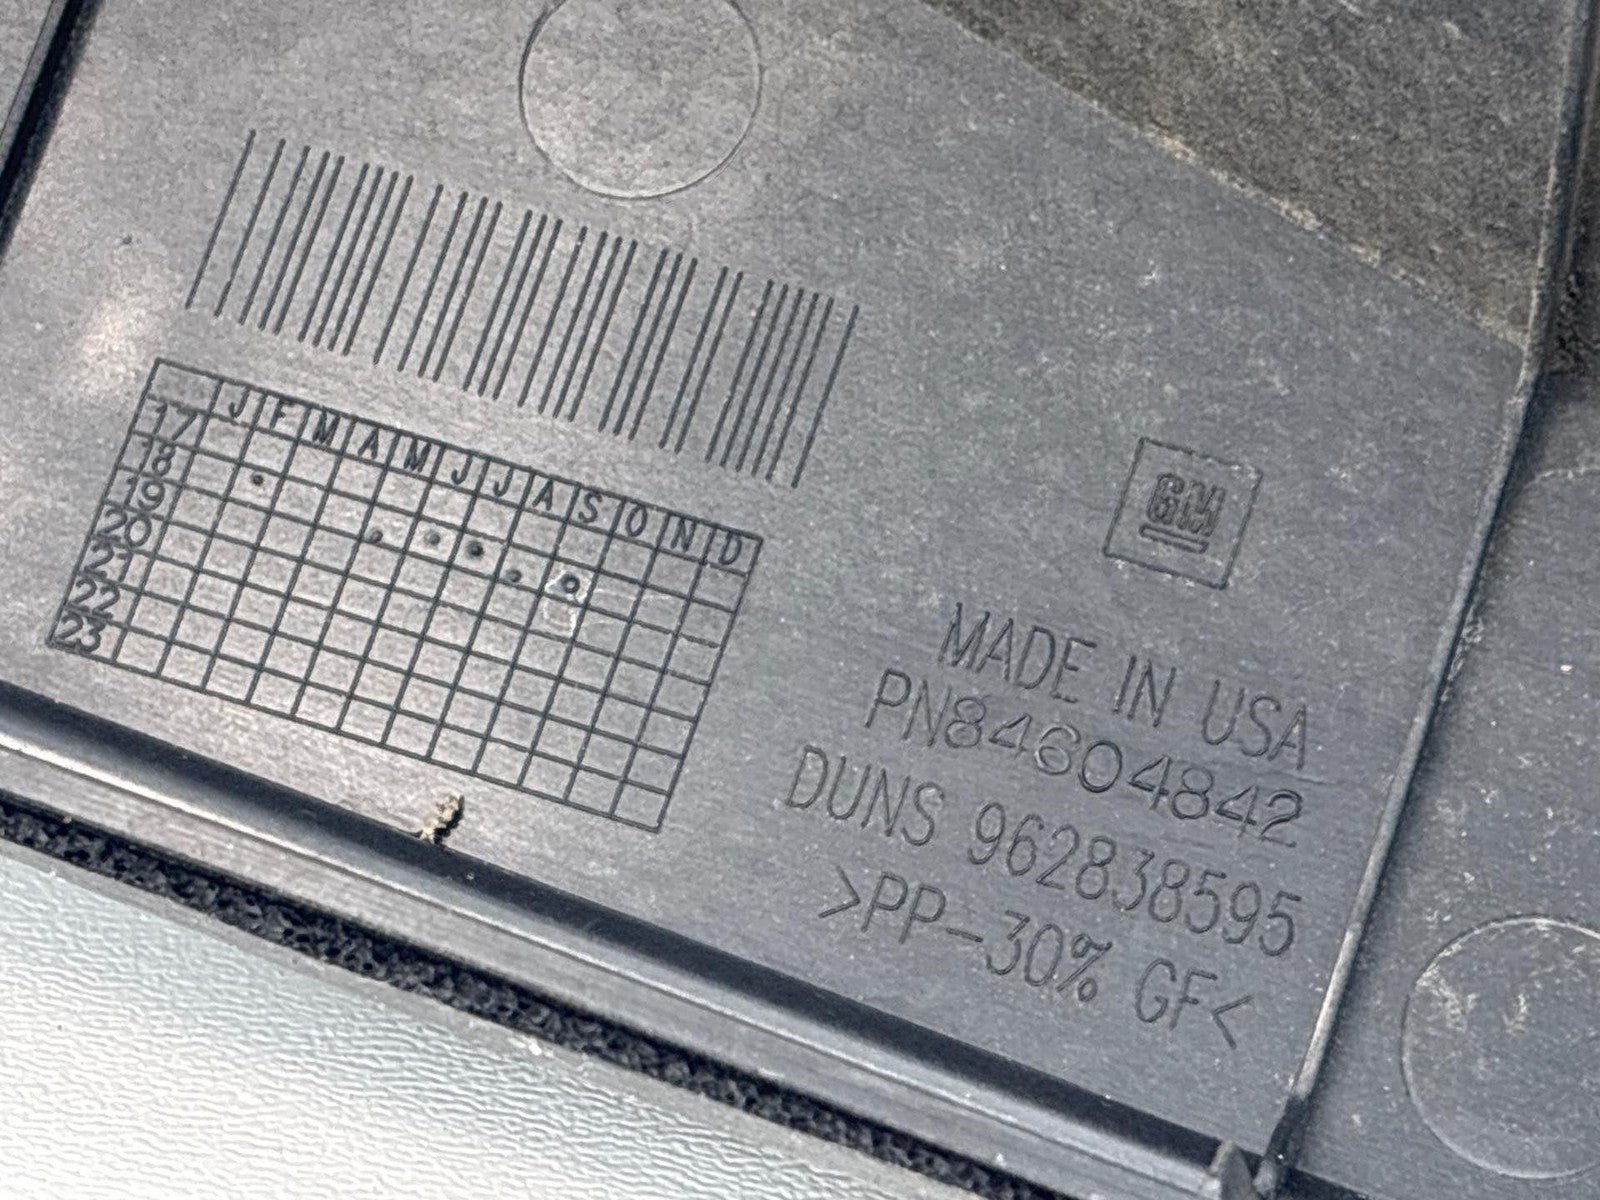 J F M A M J J A S O N D
17
18
19
20
21
22
23
GM
MADE IN USA
PN84604842
DUNS 962838595
>PP-30% GF<